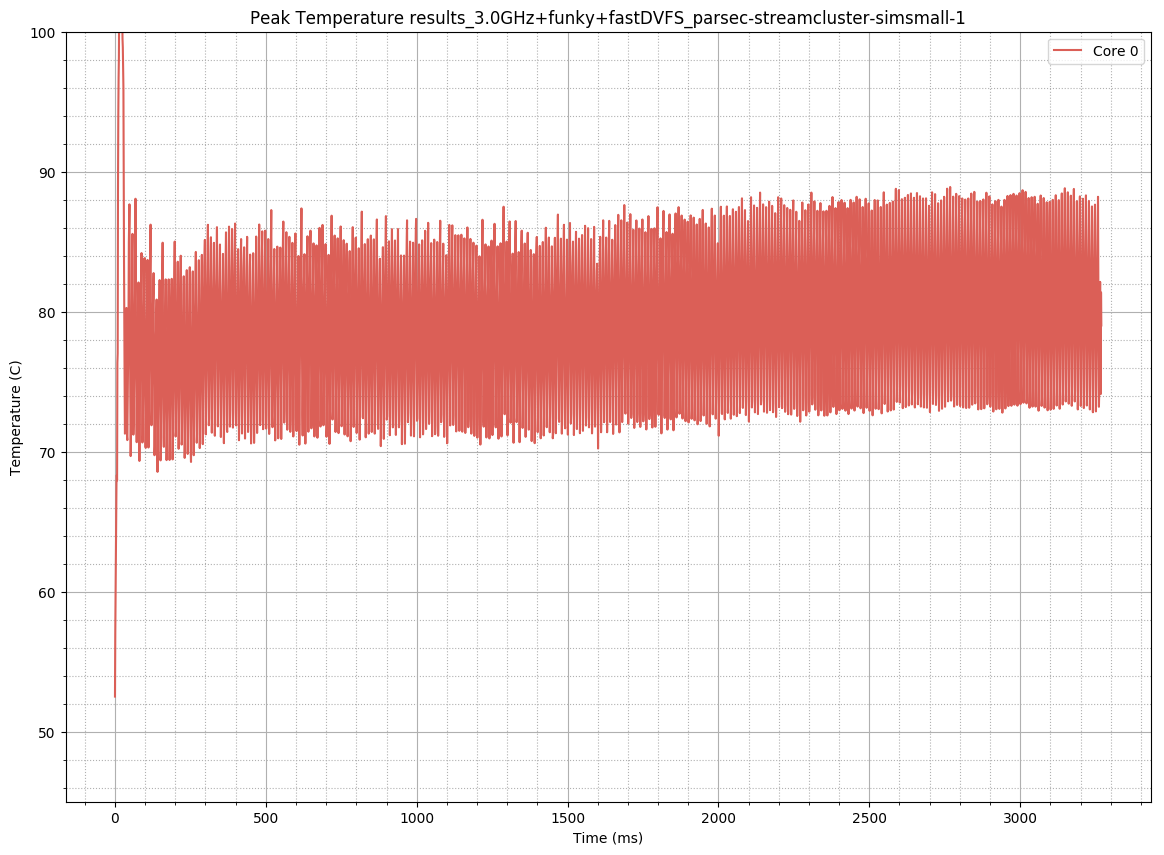 Peak Temperature results_3.0GHz+funky+fastDVFS_parsec-streamcluster-simsmall-1
Core 0
Temperature (C)
100
90
80
70
60
50
0 500 1000 1500 2000 2500 3000
Time (ms)